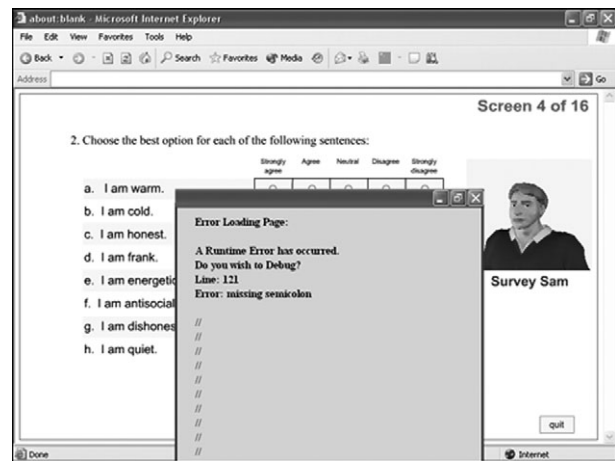 about:blank - Microsoft Internet Explorer
File Edit View Favorites Tools Help
Back Search Favorites Media
Address Go
Screen 4 of 16
2. Choose the best option for each of the following sentences:
Strongly agree Agree Neutral Disagree Strongly disagree
a. I am warm.
b. I am cold.
c. I am honest.
d. I am frank.
e. I am energetic
f. I am antisocial
g. I am dishones
h. I am quiet.
Error Loading Page:
A Runtime Error has occurred.
Do you wish to Debug?
Line: 121
Error: missing semicolon
//
//
//
//
//
//
//
//
//
//
Survey Sam
quit
Done Internet